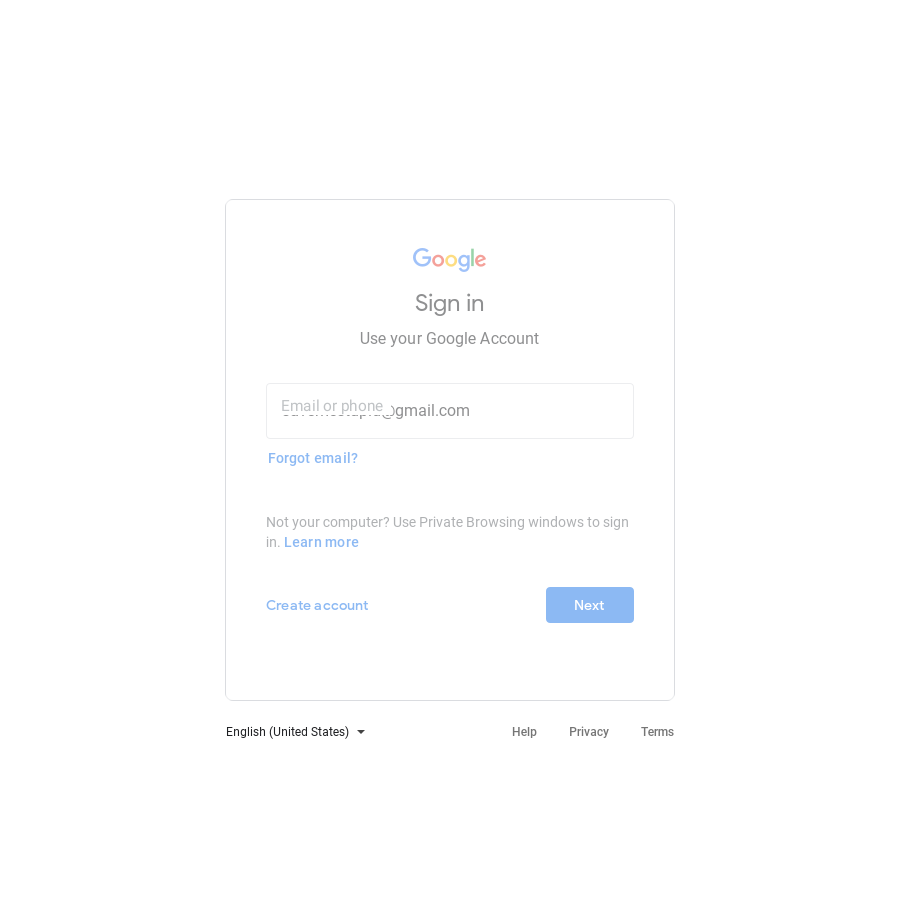 Google
Sign in
Use your Google Account
Email or phone
@gmail.com
Forgot email?
Not your computer? Use Private Browsing windows to sign
in. Learn more
Create account
Next
English (United States)
Help Privacy Terms